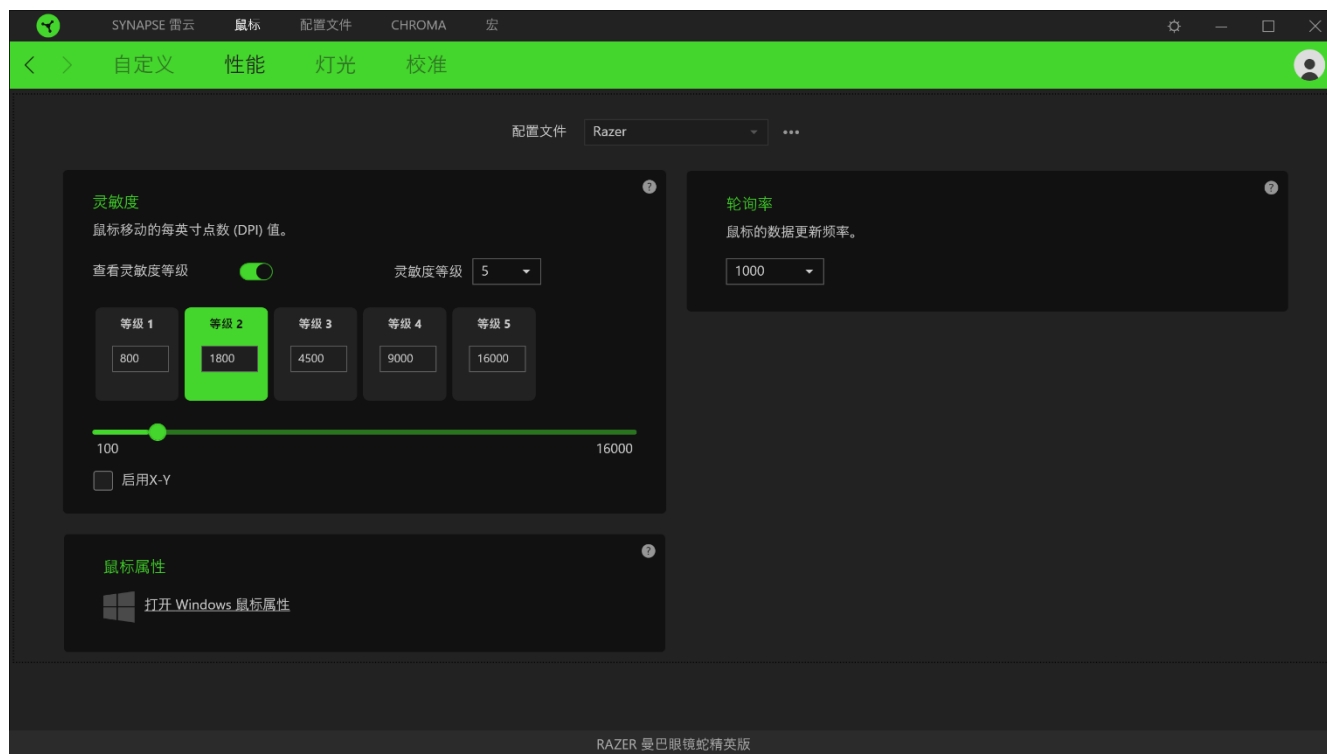 SYNAPSE 雷云 鼠标 配置文件 CHROMA 宏
自定义 性能 灯光 校准
配置文件 Razer
灵敏度
鼠标移动的每英寸点数 (DPI) 值。
查看灵敏度等级 灵敏度等级 5
等级 1 等级 2 等级 3 等级 4 等级 5
800 1800 4500 9000 16000
100 16000
启用X-Y
轮询率
鼠标的数据更新频率。
1000
鼠标属性
打开 Windows 鼠标属性
RAZER 曼巴眼镜蛇精英版